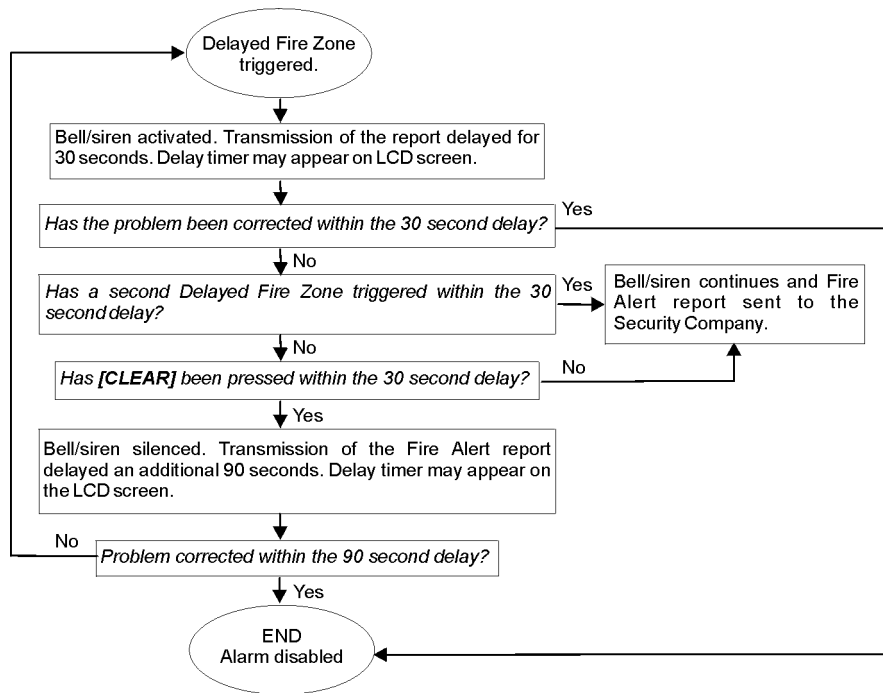 Delayed Fire Zone
triggered.
Bell/siren activated. Transmission of the report delayed for
30 seconds. Delay timer may appear on LCD screen.
Has the problem been corrected within the 30 second delay?
Yes
No
Has a second Delayed Fire Zone triggered within the 30
second delay?
Yes
Bell/siren continues and Fire
Alert report sent to the
Security Company.
No
Has [CLEAR] been pressed within the 30 second delay?
No
Yes
Bell/siren silenced. Transmission of the Fire Alert report
delayed an additional 90 seconds. Delay timer may appear on
the LCD screen.
No
Problem corrected within the 90 second delay?
Yes
END
Alarm disabled